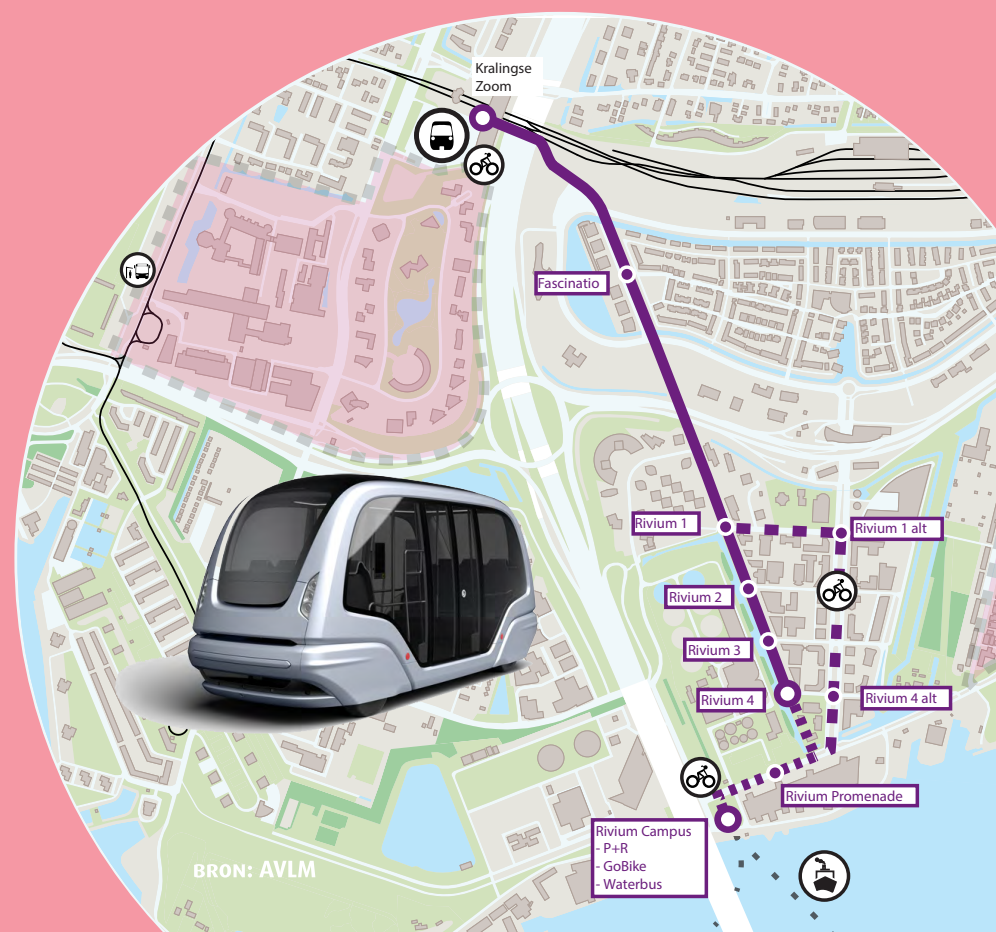 Kralingse
Zoom
Fascinatio
Rivium 1
Rivium 1 alt
Rivium 2
Rivium 3
Rivium 4
Rivium 4 alt
Rivium Promenade
Rivium Campus
- P+R
- GoBike
- Waterbus
BRON: AVLM